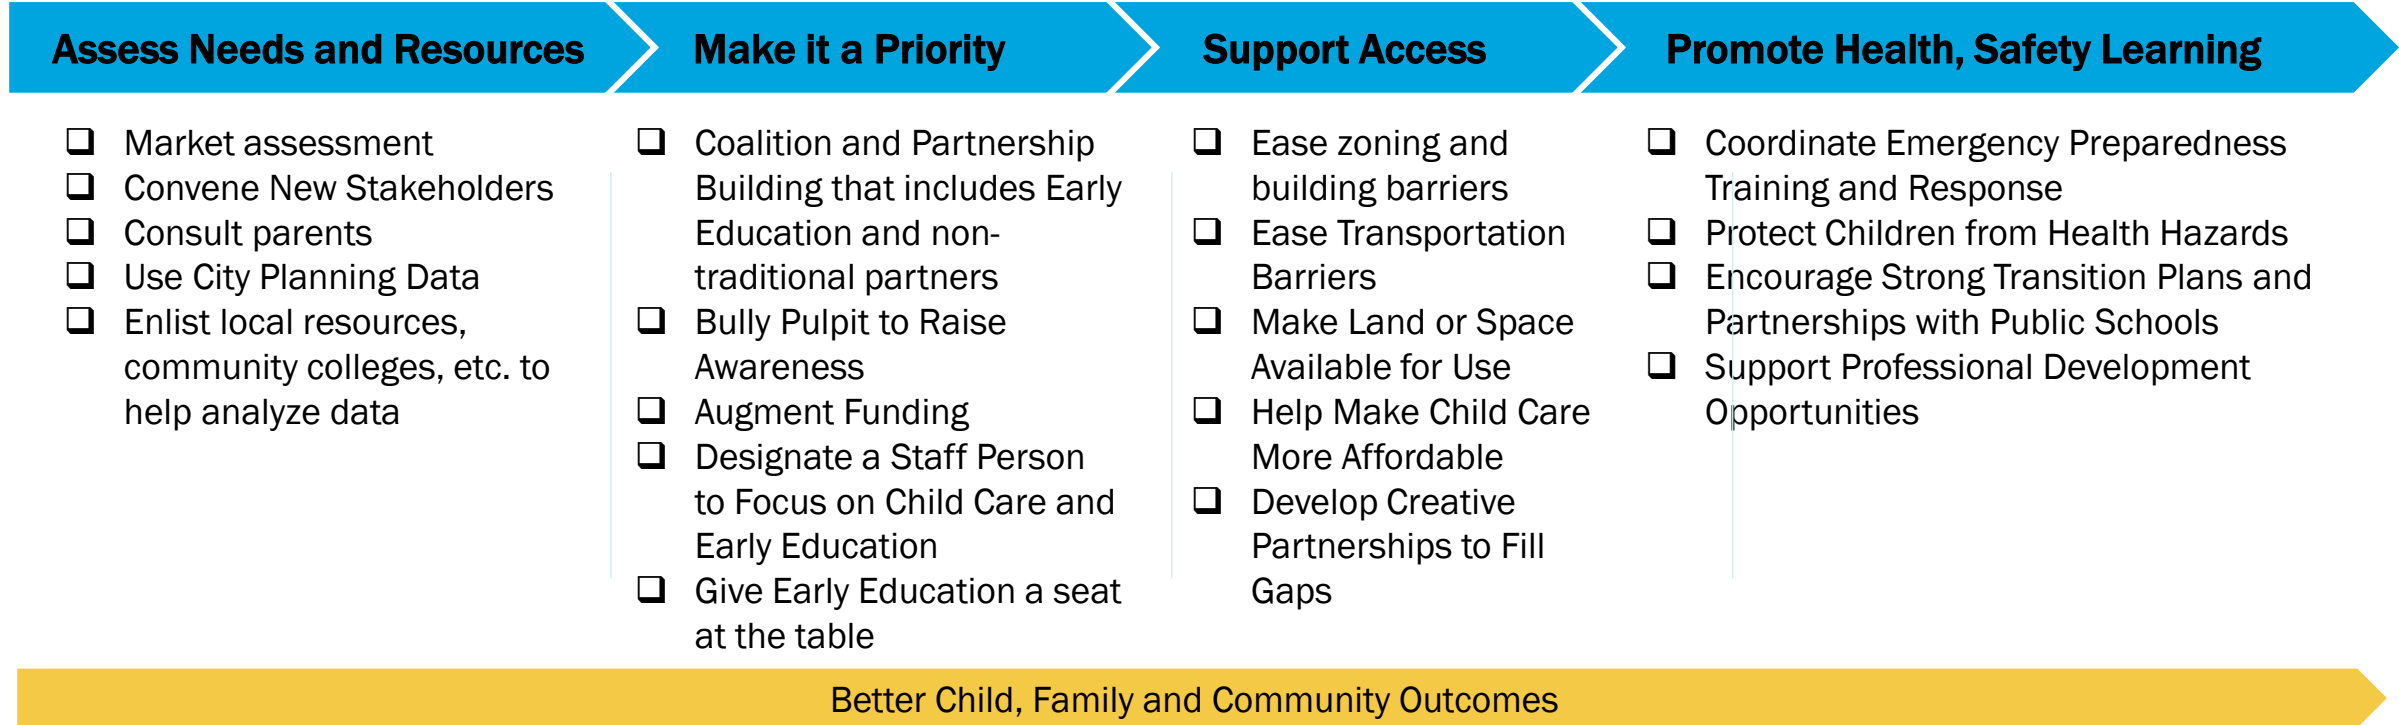 Assess Needs and Resources
Make it a Priority
Support Access
Promote Health, Safety Learning
Market assessment
Convene New Stakeholders
Consult parents
Use City Planning Data
Enlist local resources,
community colleges, etc. to
help analyze data
Coalition and Partnership
Building that includes Early
Education and non-
traditional partners
Bully Pulpit to Raise
Awareness
Augment Funding
Designate a Staff Person
to Focus on Child Care and
Early Education
Give Early Education a seat
at the table
Ease zoning and
building barriers
Ease Transportation
Barriers
Make Land or Space
Available for Use
Help Make Child Care
More Affordable
Develop Creative
Partnerships to Fill
Gaps
Coordinate Emergency Preparedness
Training and Response
Protect Children from Health Hazards
Encourage Strong Transition Plans and
Partnerships with Public Schools
Support Professional Development
Opportunities
Better Child, Family and Community Outcomes